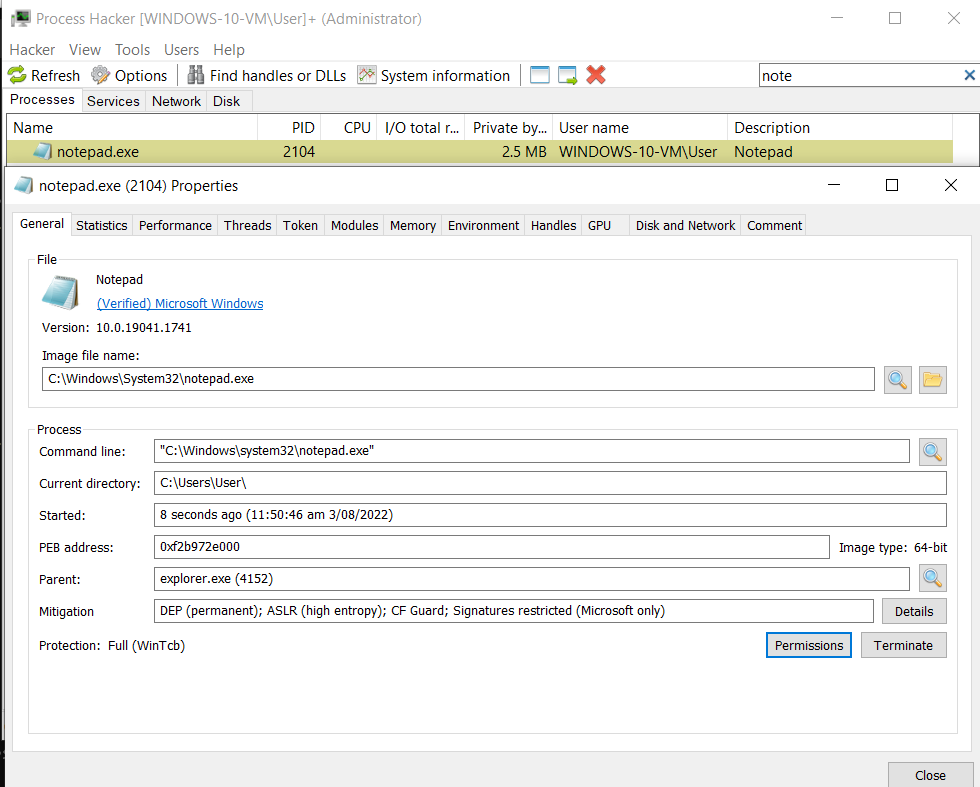 Process Hacker [WINDOWS-10-VM\User]+ (Administrator)
Hacker View Tools Users Help
Refresh Options Find handles or DLLs System information note
Processes Services Network Disk
Name PID CPU I/O total r... Private by... User name Description
notepad.exe 2104 2.5 MB WINDOWS-10-VM\User Notepad
notepad.exe (2104) Properties
General Statistics Performance Threads Token Modules Memory Environment Handles GPU Disk and Network Comment
File
Notepad
(Verified) Microsoft Windows
Version: 10.0.19041.1741
Image file name:
C:\Windows\System32\notepad.exe
Process
Command line: "C:\Windows\system32\notepad.exe"
Current directory: C:\Users\User\
Started: 8 seconds ago (11:50:46 am 3/08/2022)
PEB address: 0xf2b972e000 Image type: 64-bit
Parent: explorer.exe (4152)
Mitigation DEP (permanent); ASLR (high entropy); CF Guard; Signatures restricted (Microsoft only) Details
Protection: Full (WinTcb) Permissions Terminate
Close